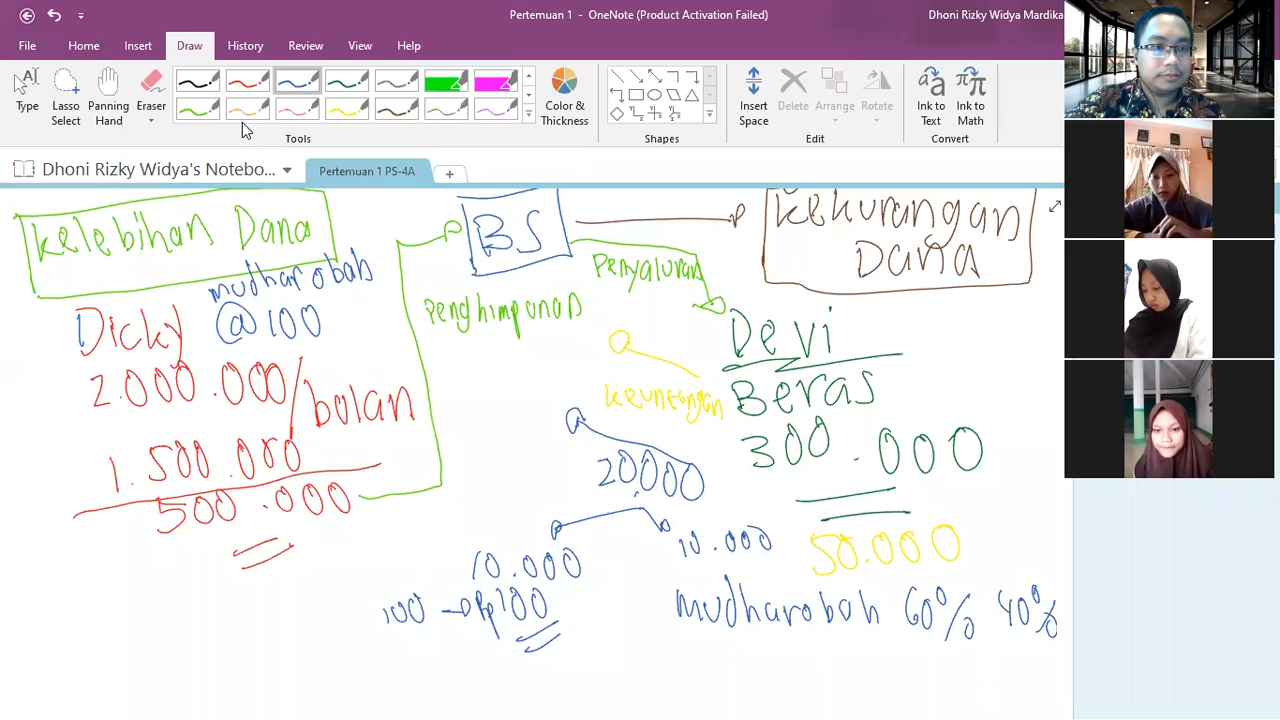 Pertemuan 1 - OneNote (Product Activation Failed)
Dhoni Rizky Widya Mardika
File Home Insert Draw History Review View Help
Type Lasso Select Panning Hand Eraser
Color & Thickness
Insert Space Delete Arrange Rotate
Ink to Text Ink to Math
Tools Shapes Edit Convert
Dhoni Rizky Widya's Notebo...
Pertemuan 1 PS-4A
Kelebihan Dana
BS
Kekurangan
Dana
mudharobah
Penyaluran
Penghimpunan
Dicky @100
2.000.000/bulan
1.500.000
500.000
Devi
Beras
300.000
keuntungan
20000
10.000
10.000
50.000
100 Rp100
mudharobah 60% 40%